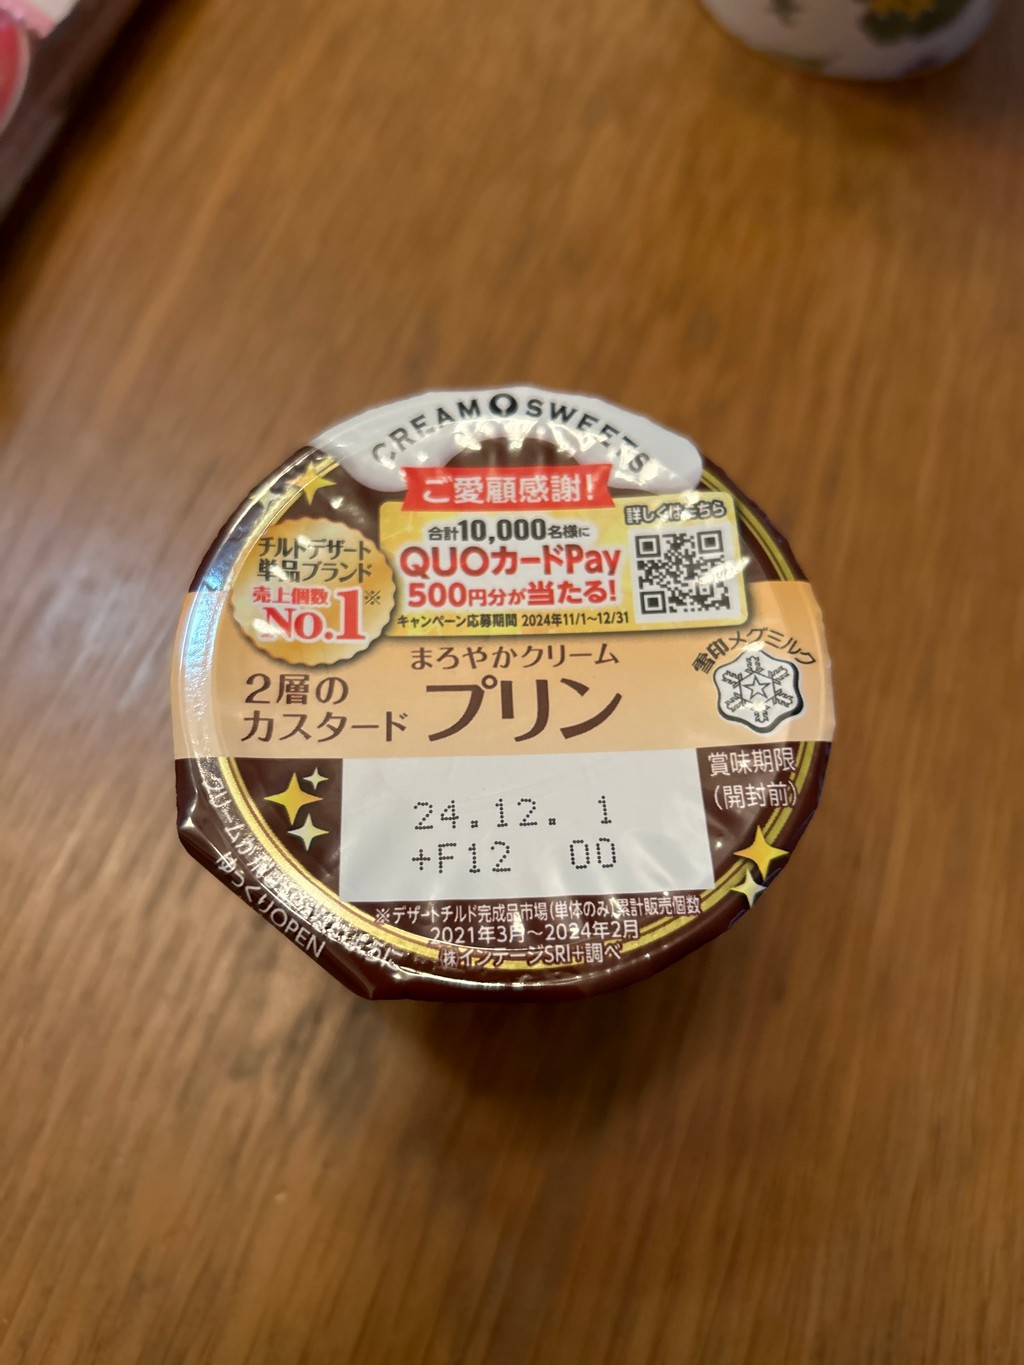 CREAM SWEETS
ご愛顧感謝!
詳しくはこちら
合計10,000名様に
QUOカードPay
500円分が当たる!
キャンペーン応募期間 2024年11/1~12/31
チルドデザート
単品ブランド
売上個数※
No.1
まろやかクリーム
2層の
カスタード
プリン
雪印メグミルク
賞味期限
(開封前)
24.12. 1
+F12 00
※デザートチルド完成品市場(単体のみ)累計販売個数
2021年3月~2024年2月
㈱インテージSRI+調べ
クリームが
ゆっくりOPEN